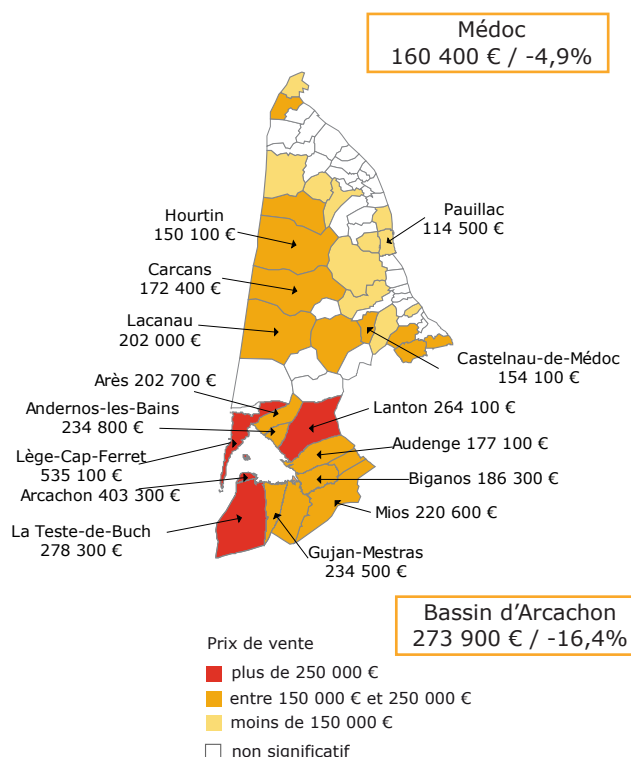 Médoc
160 400 € / -4,9%
Hourtin
150 100 €
Pauillac
114 500 €
Carcans
172 400 €
Lacanau
202 000 €
Castelnau-de-Médoc
154 100 €
Arès 202 700 €
Lanton 264 100 €
Andernos-les-Bains
234 800 €
Audenge 177 100 €
Lège-Cap-Ferret
535 100 €
Biganos 186 300 €
Arcachon 403 300 €
Mios 220 600 €
La Teste-de-Buch
278 300 €
Gujan-Mestras
234 500 €
Bassin d'Arcachon
273 900 € / -16,4%
Prix de vente
plus de 250 000 €
entre 150 000 € et 250 000 €
moins de 150 000 €
non significatif